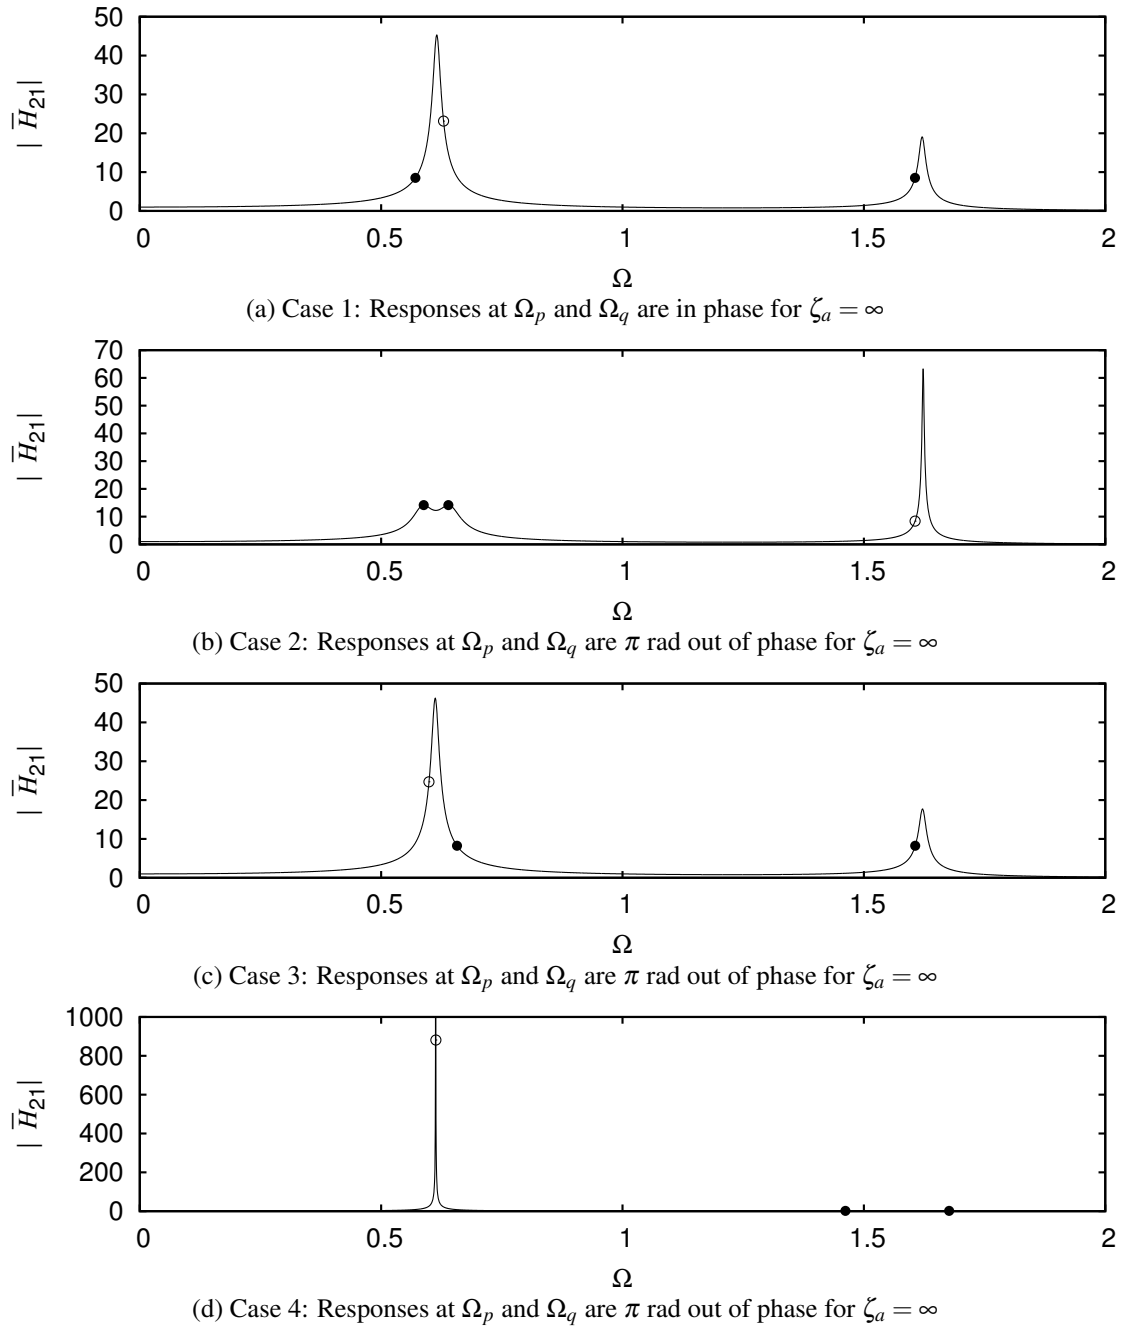 50
40
30
20
10
0
| H̅21|
0 0.5 1 1.5 2
Ω
(a) Case 1: Responses at Ωp and Ωq are in phase for ζa = ∞
70
60
50
40
30
20
10
0
| H̅21|
0 0.5 1 1.5 2
Ω
(b) Case 2: Responses at Ωp and Ωq are π rad out of phase for ζa = ∞
50
40
30
20
10
0
| H̅21|
0 0.5 1 1.5 2
Ω
(c) Case 3: Responses at Ωp and Ωq are π rad out of phase for ζa = ∞
1000
800
600
400
200
0
| H̅21|
0 0.5 1 1.5 2
Ω
(d) Case 4: Responses at Ωp and Ωq are π rad out of phase for ζa = ∞